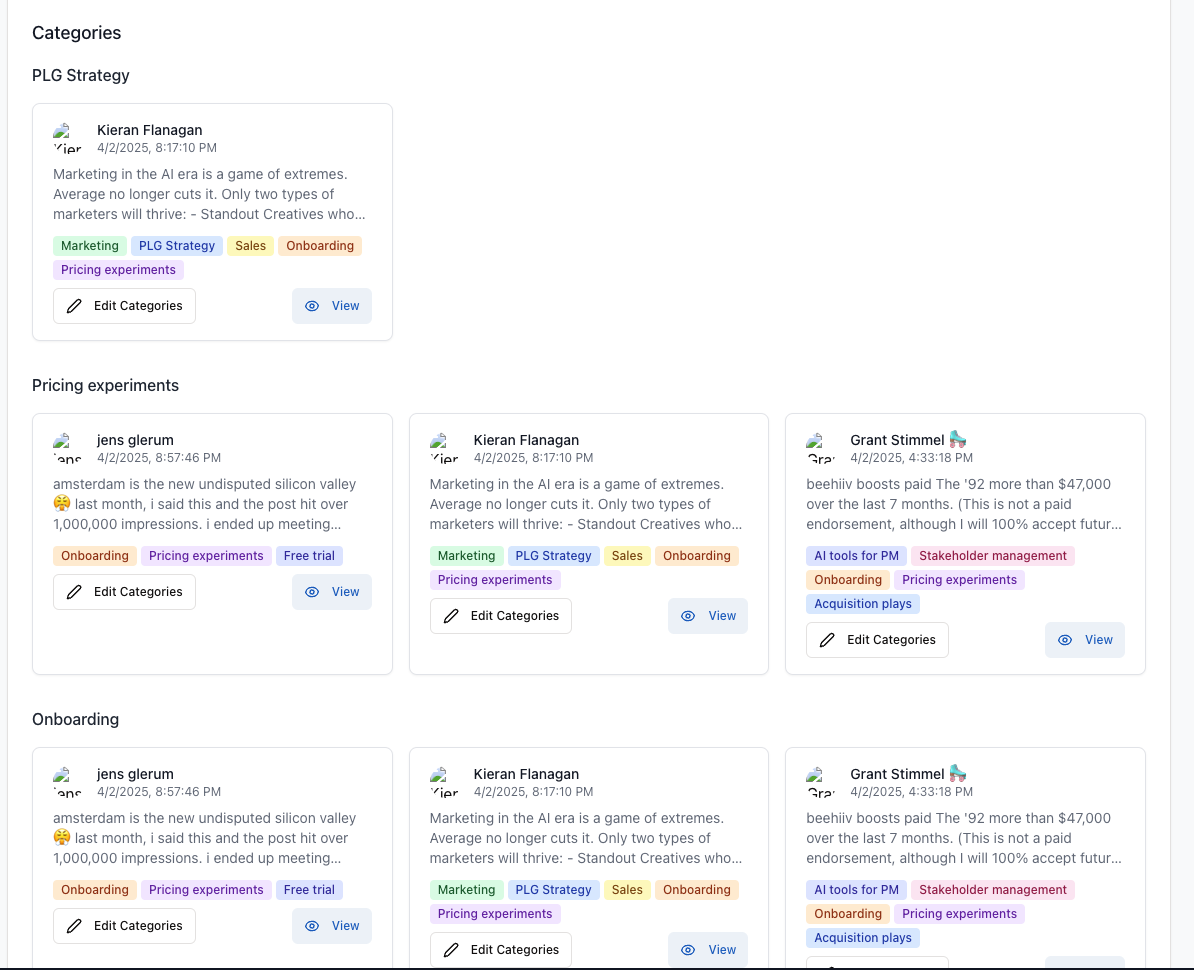 Categories
PLG Strategy
Kier
Kieran Flanagan
4/2/2025, 8:17:10 PM
Marketing in the AI era is a game of extremes.
Average no longer cuts it. Only two types of
marketers will thrive: - Standout Creatives who...
Marketing PLG Strategy Sales Onboarding
Pricing experiments
Edit Categories View
Pricing experiments
jens
jens glerum
4/2/2025, 8:57:46 PM
amsterdam is the new undisputed silicon valley
😤 last month, i said this and the post hit over
1,000,000 impressions. i ended up meeting...
Onboarding Pricing experiments Free trial
Edit Categories View
Kier
Kieran Flanagan
4/2/2025, 8:17:10 PM
Marketing in the AI era is a game of extremes.
Average no longer cuts it. Only two types of
marketers will thrive: - Standout Creatives who...
Marketing PLG Strategy Sales Onboarding
Pricing experiments
Edit Categories View
Gra
Grant Stimmel 🛼
4/2/2025, 4:33:18 PM
beehiiv boosts paid The '92 more than $47,000
over the last 7 months. (This is not a paid
endorsement, although I will 100% accept futur...
AI tools for PM Stakeholder management
Onboarding Pricing experiments
Acquisition plays
Edit Categories View
Onboarding
jens
jens glerum
4/2/2025, 8:57:46 PM
amsterdam is the new undisputed silicon valley
😤 last month, i said this and the post hit over
1,000,000 impressions. i ended up meeting...
Onboarding Pricing experiments Free trial
Edit Categories View
Kier
Kieran Flanagan
4/2/2025, 8:17:10 PM
Marketing in the AI era is a game of extremes.
Average no longer cuts it. Only two types of
marketers will thrive: - Standout Creatives who...
Marketing PLG Strategy Sales Onboarding
Pricing experiments
Edit Categories View
Gra
Grant Stimmel 🛼
4/2/2025, 4:33:18 PM
beehiiv boosts paid The '92 more than $47,000
over the last 7 months. (This is not a paid
endorsement, although I will 100% accept futur...
AI tools for PM Stakeholder management
Onboarding Pricing experiments
Acquisition plays